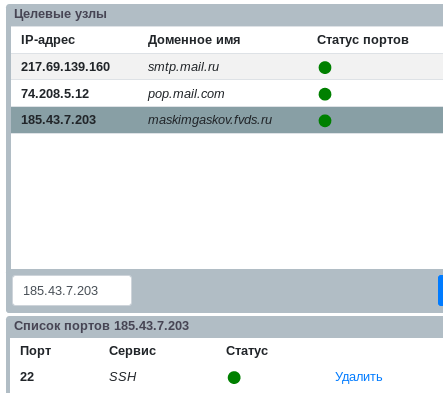 Целевые узлы
IP-адрес Доменное имя Статус портов
217.69.139.160 smtp.mail.ru
74.208.5.12 pop.mail.com
185.43.7.203 maskimgaskov.fvds.ru
185.43.7.203
Список портов 185.43.7.203
Порт Сервис Статус
22 SSH Удалить